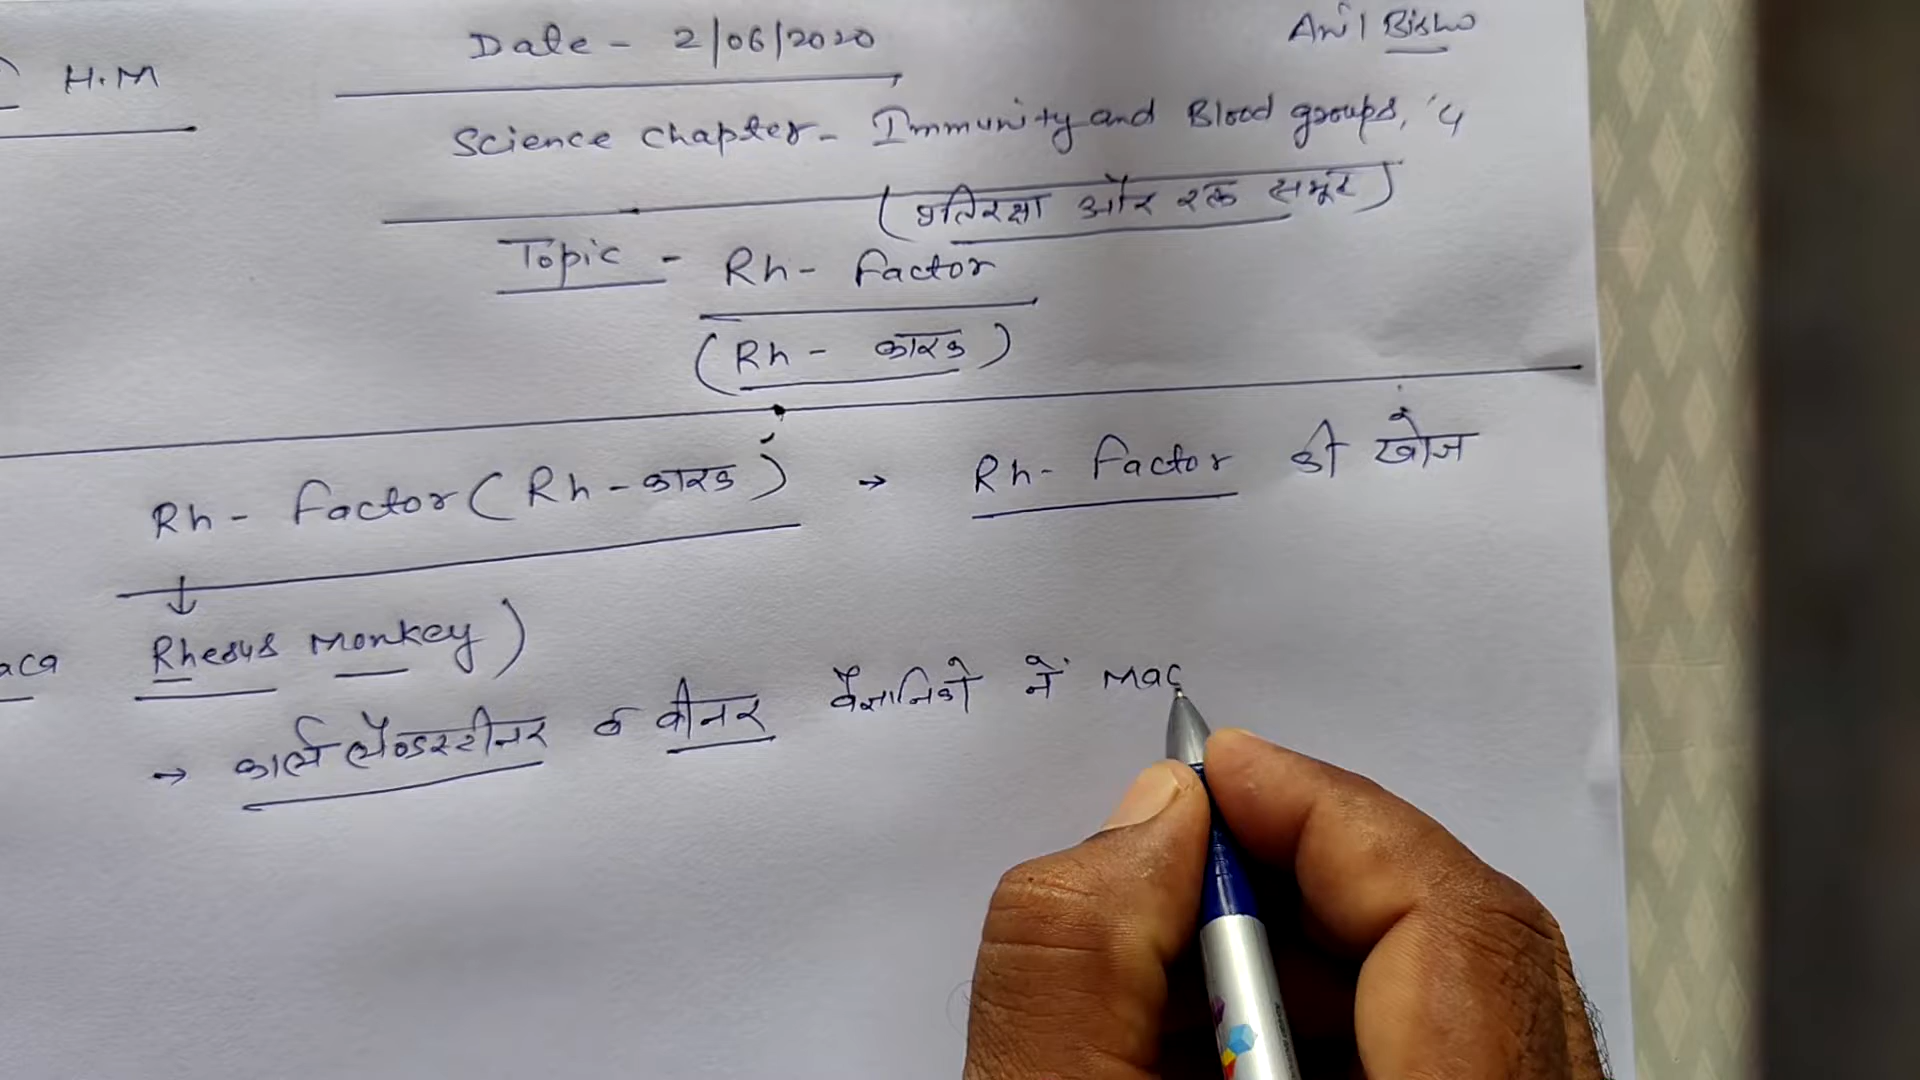 H.M
Date - 2/06/2020
Anil Bishno
Science Chapter - Immunity and Blood groups, '4
(प्रतिरक्षा और रक्त समूह)
Topic - Rh- factor
(Rh - कारक)
Rh - factor (Rh-कारक) → Rh- factor की खोज
↓
aca Rhesus Monkey)
→ कार्ल लैण्डस्टीनर व वीनर वैज्ञानिको ने Mac